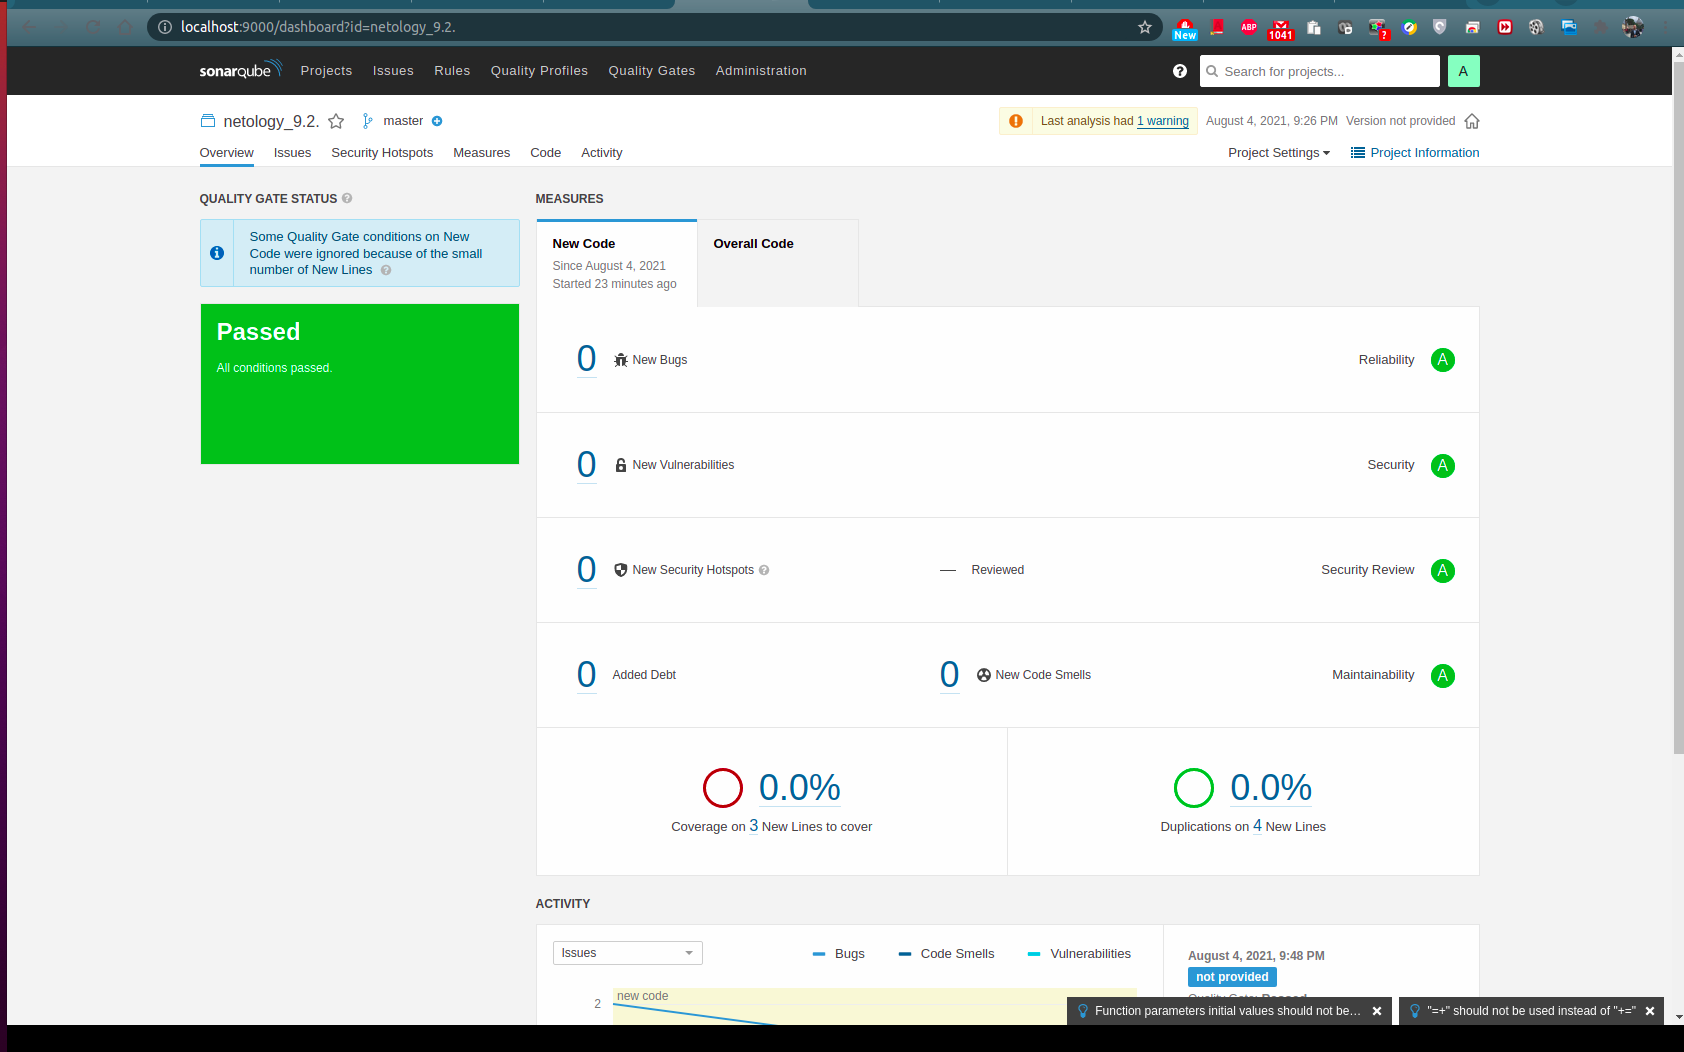 localhost:9000/dashboard?id=netology_9.2.
New
ABP
1041
?
sonarqube
Projects Issues Rules Quality Profiles Quality Gates Administration
? Search for projects... A
netology_9.2. master
! Last analysis had 1 warning August 4, 2021, 9:26 PM Version not provided
Overview Issues Security Hotspots Measures Code Activity
Project Settings Project Information
QUALITY GATE STATUS ?
Some Quality Gate conditions on New
Code were ignored because of the small
number of New Lines ?
Passed
All conditions passed.
MEASURES
New Code
Since August 4, 2021
Started 23 minutes ago
Overall Code
0 New Bugs Reliability A
0 New Vulnerabilities Security A
0 New Security Hotspots ? — Reviewed Security Review A
0 Added Debt 0 New Code Smells Maintainability A
0.0%
Coverage on 3 New Lines to cover
0.0%
Duplications on 4 New Lines
ACTIVITY
Issues
Bugs Code Smells Vulnerabilities
2
new code
August 4, 2021, 9:48 PM
not provided
Quality Gate: Passed
Function parameters initial values should not be... ×
"=+" should not be used instead of "+=" ×